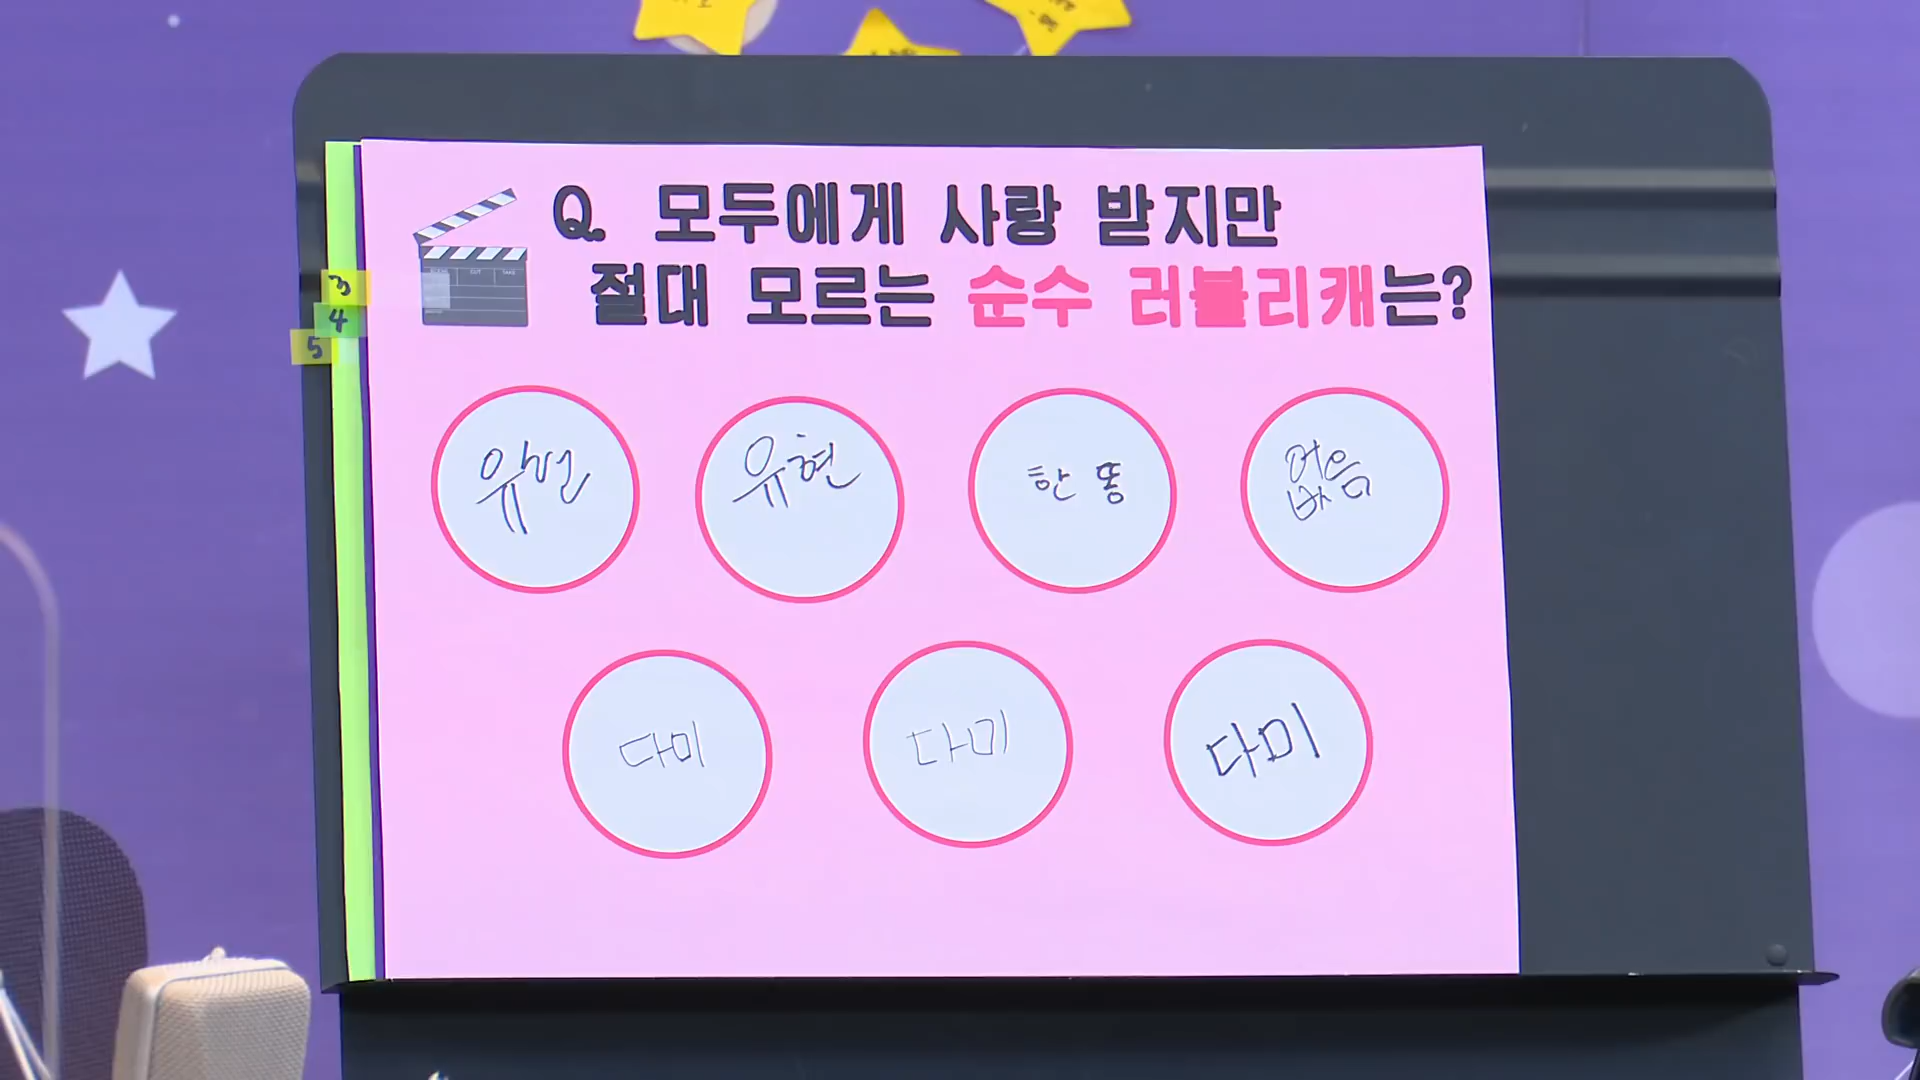 Q. 모두에게 사랑 받지만
절대 모르는 순수 러블리캐는?
3
4
5
유현
유현
한동
없음
다미
다미
다미